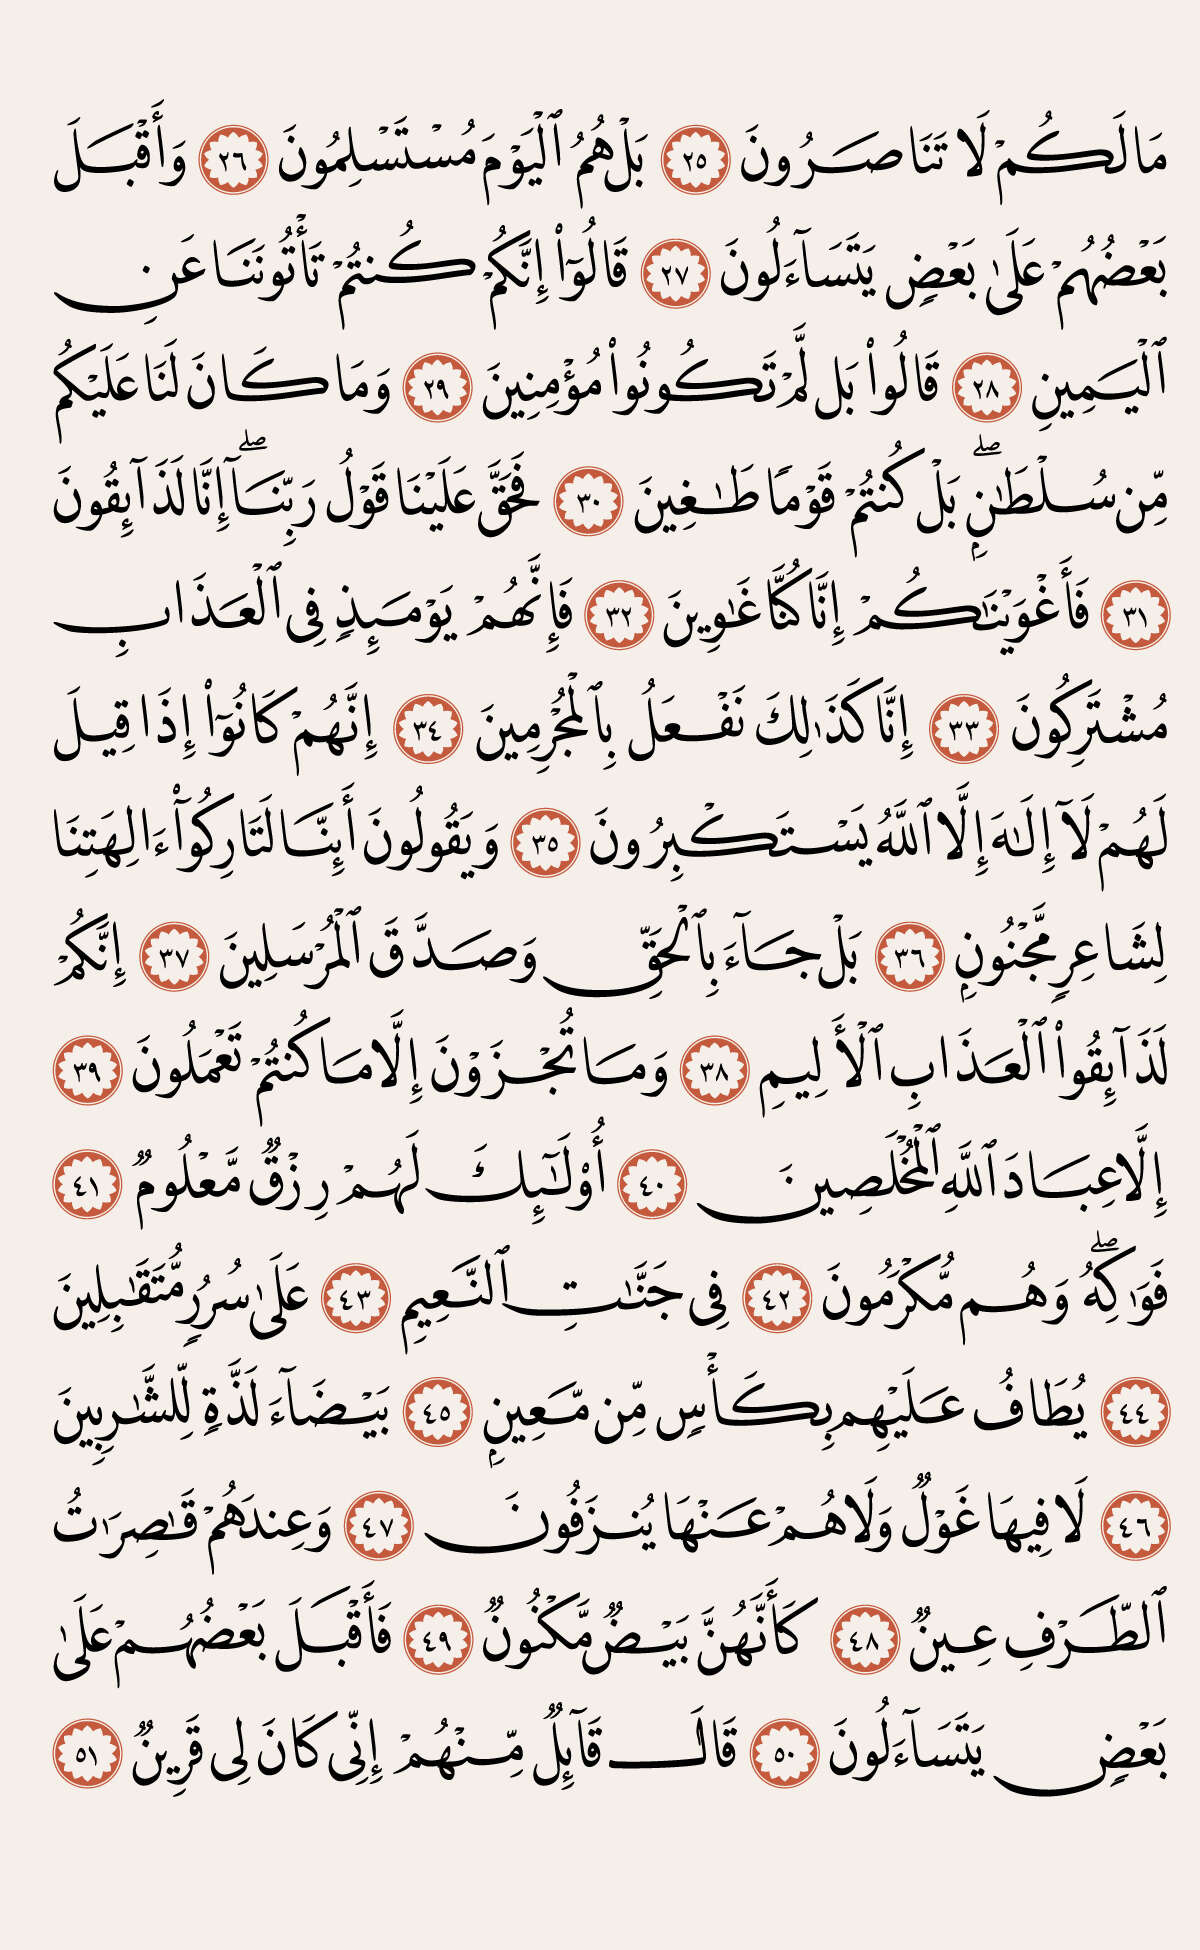 مَا لَكُمْ لَا تَنَاصَرُونَ ٢٥ بَلْ هُمُ ٱلْيَوْمَ مُسْتَسْلِمُونَ ٢٦ وَأَقْبَلَ
بَعْضُهُمْ عَلَىٰ بَعْضٍ يَتَسَآءَلُونَ ٢٧ قَالُوٓا۟ إِنَّكُمْ كُنتُمْ تَأْتُونَنَا عَنِ
ٱلْيَمِينِ ٢٨ قَالُوا۟ بَل لَّمْ تَكُونُوا۟ مُؤْمِنِينَ ٢٩ وَمَا كَانَ لَنَا عَلَيْكُم
مِّن سُلْطَٰنٍۭ ۖ بَلْ كُنتُمْ قَوْمًا طَٰغِينَ ٣٠ فَحَقَّ عَلَيْنَا قَوْلُ رَبِّنَآ ۖ إِنَّا لَذَآئِقُونَ
٣١ فَأَغْوَيْنَٰكُمْ إِنَّا كُنَّا غَٰوِينَ ٣٢ فَإِنَّهُمْ يَوْمَئِذٍ فِى ٱلْعَذَابِ
مُشْتَرِكُونَ ٣٣ إِنَّا كَذَٰلِكَ نَفْعَلُ بِٱلْمُجْرِمِينَ ٣٤ إِنَّهُمْ كَانُوٓا۟ إِذَا قِيلَ
لَهُمْ لَآ إِلَٰهَ إِلَّا ٱللَّهُ يَسْتَكْبِرُونَ ٣٥ وَيَقُولُونَ أَئِنَّا لَتَارِكُوٓا۟ ءَالِهَتِنَا
لِشَاعِرٍ مَّجْنُونٍۭ ٣٦ بَلْ جَآءَ بِٱلْحَقِّ وَصَدَّقَ ٱلْمُرْسَلِينَ ٣٧ إِنَّكُمْ
لَذَآئِقُوا۟ ٱلْعَذَابِ ٱلْأَلِيمِ ٣٨ وَمَا تُجْزَوْنَ إِلَّا مَا كُنتُمْ تَعْمَلُونَ ٣٩
إِلَّا عِبَادَ ٱللَّهِ ٱلْمُخْلَصِينَ ٤٠ أُو۟لَٰٓئِكَ لَهُمْ رِزْقٌ مَّعْلُومٌ ٤١
فَوَٰكِهُ ۖ وَهُم مُّكْرَمُونَ ٤٢ فِى جَنَّٰتِ ٱلنَّعِيمِ ٤٣ عَلَىٰ سُرُرٍ مُّتَقَٰبِلِينَ
٤٤ يُطَافُ عَلَيْهِم بِكَأْسٍ مِّن مَّعِينٍۭ ٤٥ بَيْضَآءَ لَذَّةٍ لِّلشَّٰرِبِينَ
٤٦ لَا فِيهَا غَوْلٌ وَلَا هُمْ عَنْهَا يُنزَفُونَ ٤٧ وَعِندَهُمْ قَٰصِرَٰتُ
ٱلطَّرْفِ عِينٌ ٤٨ كَأَنَّهُنَّ بَيْضٌ مَّكْنُونٌ ٤٩ فَأَقْبَلَ بَعْضُهُمْ عَلَىٰ
بَعْضٍ يَتَسَآءَلُونَ ٥٠ قَالَ قَآئِلٌ مِّنْهُمْ إِنِّى كَانَ لِى قَرِينٌ ٥١